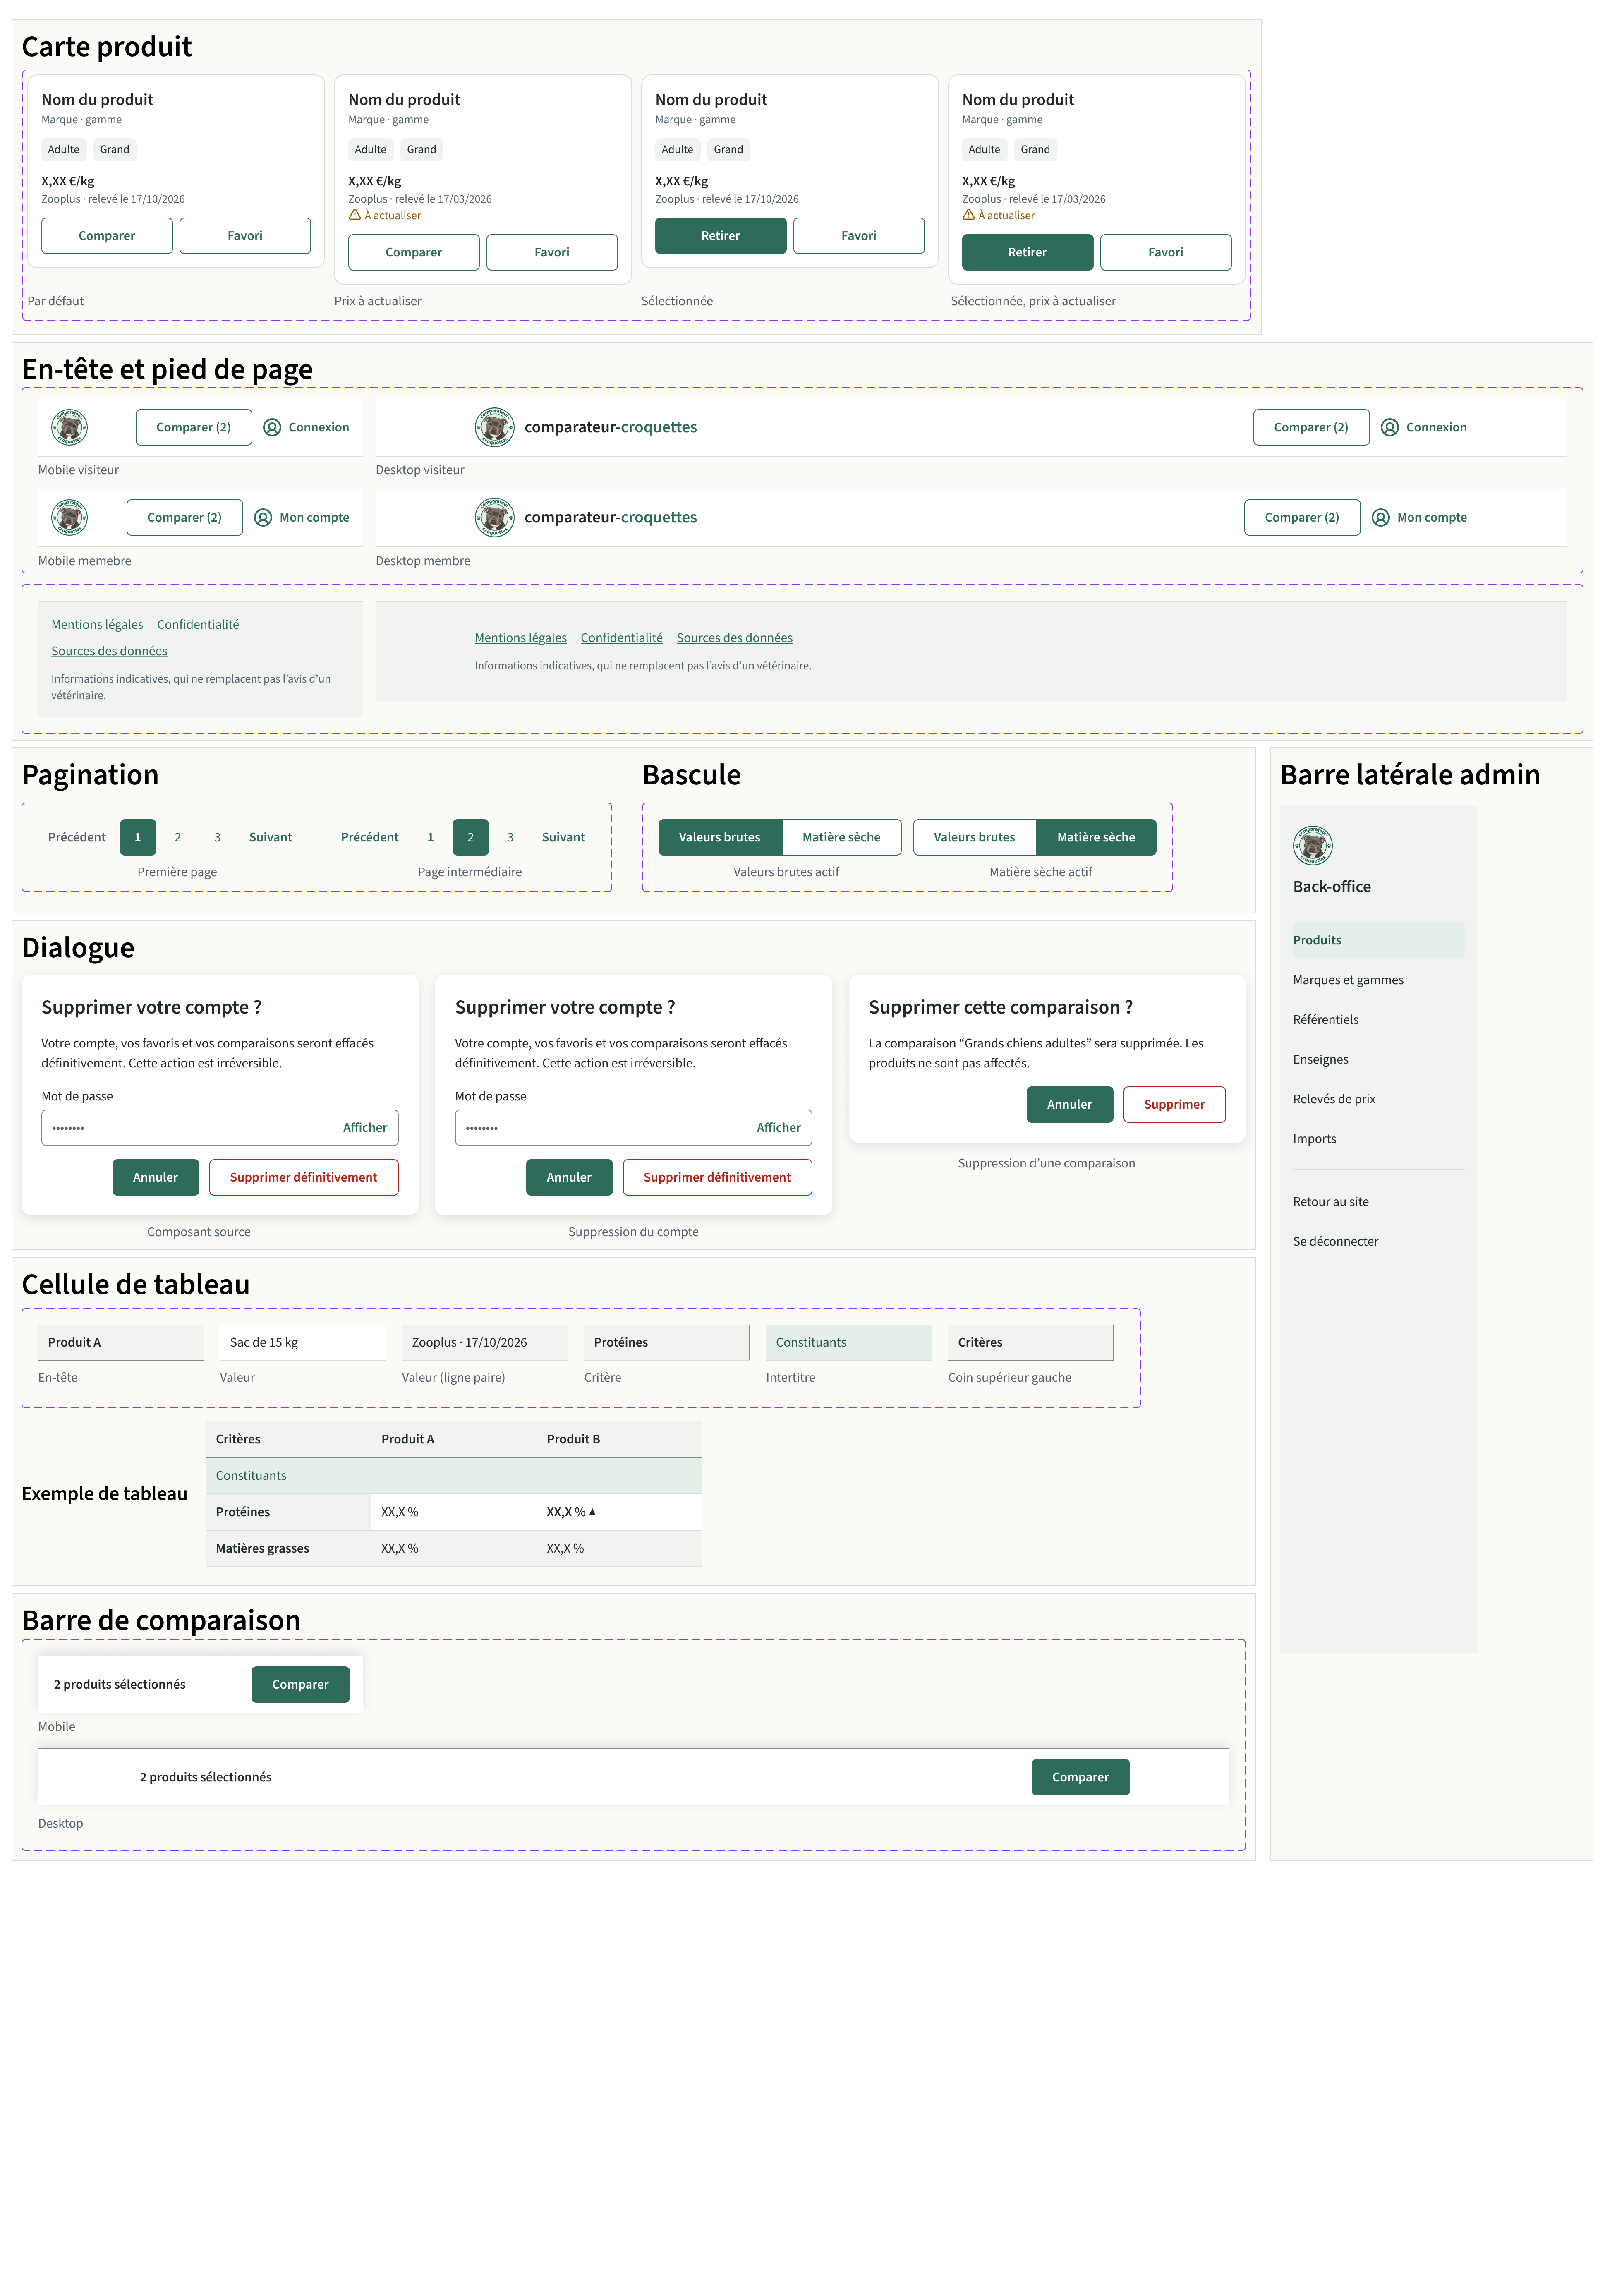 Carte produit
Nom du produit
Marque · gamme
Adulte Grand
X,XX €/kg
Zooplus · relevé le 17/10/2026
Comparer Favori
Par défaut
Nom du produit
Marque · gamme
Adulte Grand
X,XX €/kg
Zooplus · relevé le 17/03/2026
À actualiser
Comparer Favori
Prix à actualiser
Nom du produit
Marque · gamme
Adulte Grand
X,XX €/kg
Zooplus · relevé le 17/10/2026
Retirer Favori
Sélectionnée
Nom du produit
Marque · gamme
Adulte Grand
X,XX €/kg
Zooplus · relevé le 17/03/2026
À actualiser
Retirer Favori
Sélectionnée, prix à actualiser
En-tête et pied de page
comparateur croquettes
Comparer (2) Connexion
Mobile visiteur
comparateur croquettes
comparateur-croquettes
Comparer (2) Connexion
Desktop visiteur
comparateur croquettes
Comparer (2) Mon compte
Mobile memebre
comparateur croquettes
comparateur-croquettes
Comparer (2) Mon compte
Desktop membre
Mentions légales Confidentialité
Sources des données
Informations indicatives, qui ne remplacent pas l’avis d’un
vétérinaire.
Mentions légales Confidentialité Sources des données
Informations indicatives, qui ne remplacent pas l’avis d’un vétérinaire.
Pagination
Précédent 1 2 3 Suivant
Première page
Précédent 1 2 3 Suivant
Page intermédiaire
Bascule
Valeurs brutes Matière sèche
Valeurs brutes actif
Valeurs brutes Matière sèche
Matière sèche actif
Barre latérale admin
comparateur croquettes
Back-office
Produits
Marques et gammes
Référentiels
Enseignes
Relevés de prix
Imports
Retour au site
Se déconnecter
Dialogue
Supprimer votre compte ?
Votre compte, vos favoris et vos comparaisons seront effacés
définitivement. Cette action est irréversible.
Mot de passe
•••••••• Afficher
Annuler Supprimer définitivement
Composant source
Supprimer votre compte ?
Votre compte, vos favoris et vos comparaisons seront effacés
définitivement. Cette action est irréversible.
Mot de passe
•••••••• Afficher
Annuler Supprimer définitivement
Suppression du compte
Supprimer cette comparaison ?
La comparaison “Grands chiens adultes” sera supprimée. Les
produits ne sont pas affectés.
Annuler Supprimer
Suppression d’une comparaison
Cellule de tableau
Produit A
En-tête
Sac de 15 kg
Valeur
Zooplus · 17/10/2026
Valeur (ligne paire)
Protéines
Critère
Constituants
Intertitre
Critères
Coin supérieur gauche
Exemple de tableau
Critères Produit A Produit B
Constituants
Protéines XX,X % XX,X % ▲
Matières grasses XX,X % XX,X %
Barre de comparaison
2 produits sélectionnés Comparer
Mobile
2 produits sélectionnés Comparer
Desktop